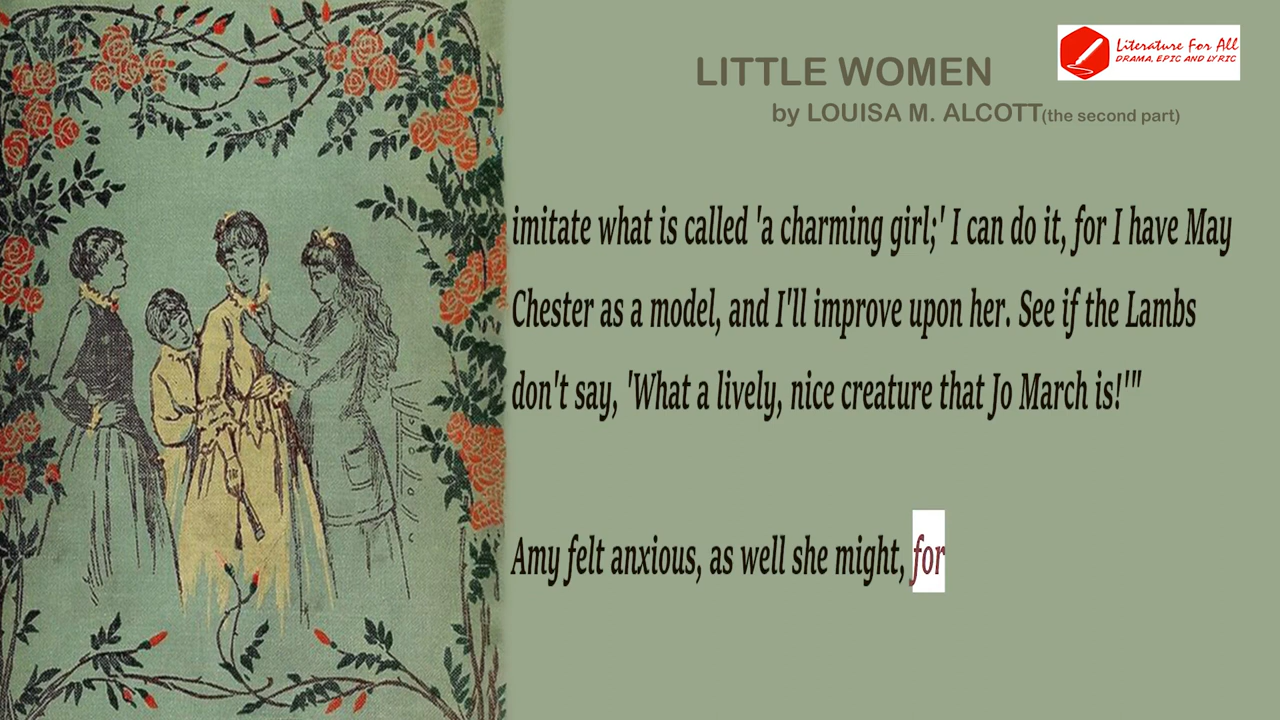 LITTLE WOMEN
by LOUISA M. ALCOTT(the second part)
Literature For All
DRAMA, EPIC AND LYRIC
imitate what is called 'a charming girl;' I can do it, for I have May
Chester as a model, and I'll improve upon her. See if the Lambs
don't say, 'What a lively, nice creature that Jo March is!'"
Amy felt anxious, as well she might, for